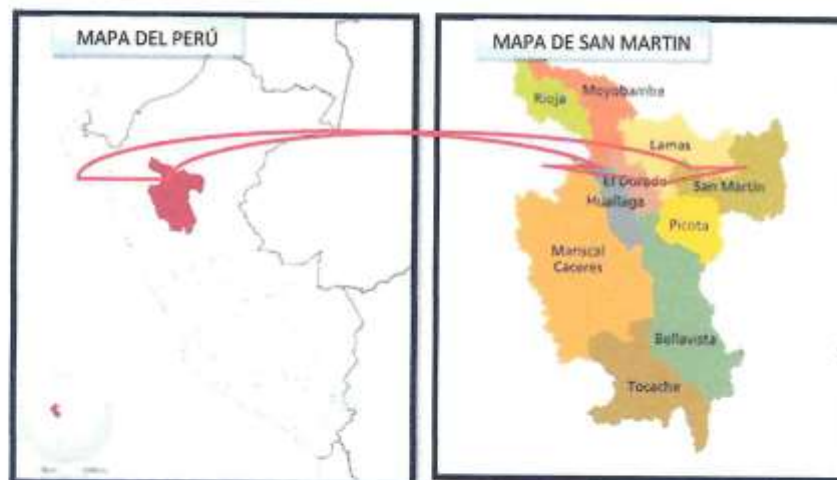 MAPA DEL PERÚ
MAPA DE SAN MARTIN
Moyobamba
Rioja
Lamas
El Dorado
San Martin
Huallaga
Picota
Mariscal
Caceres
Bellavista
Tocache